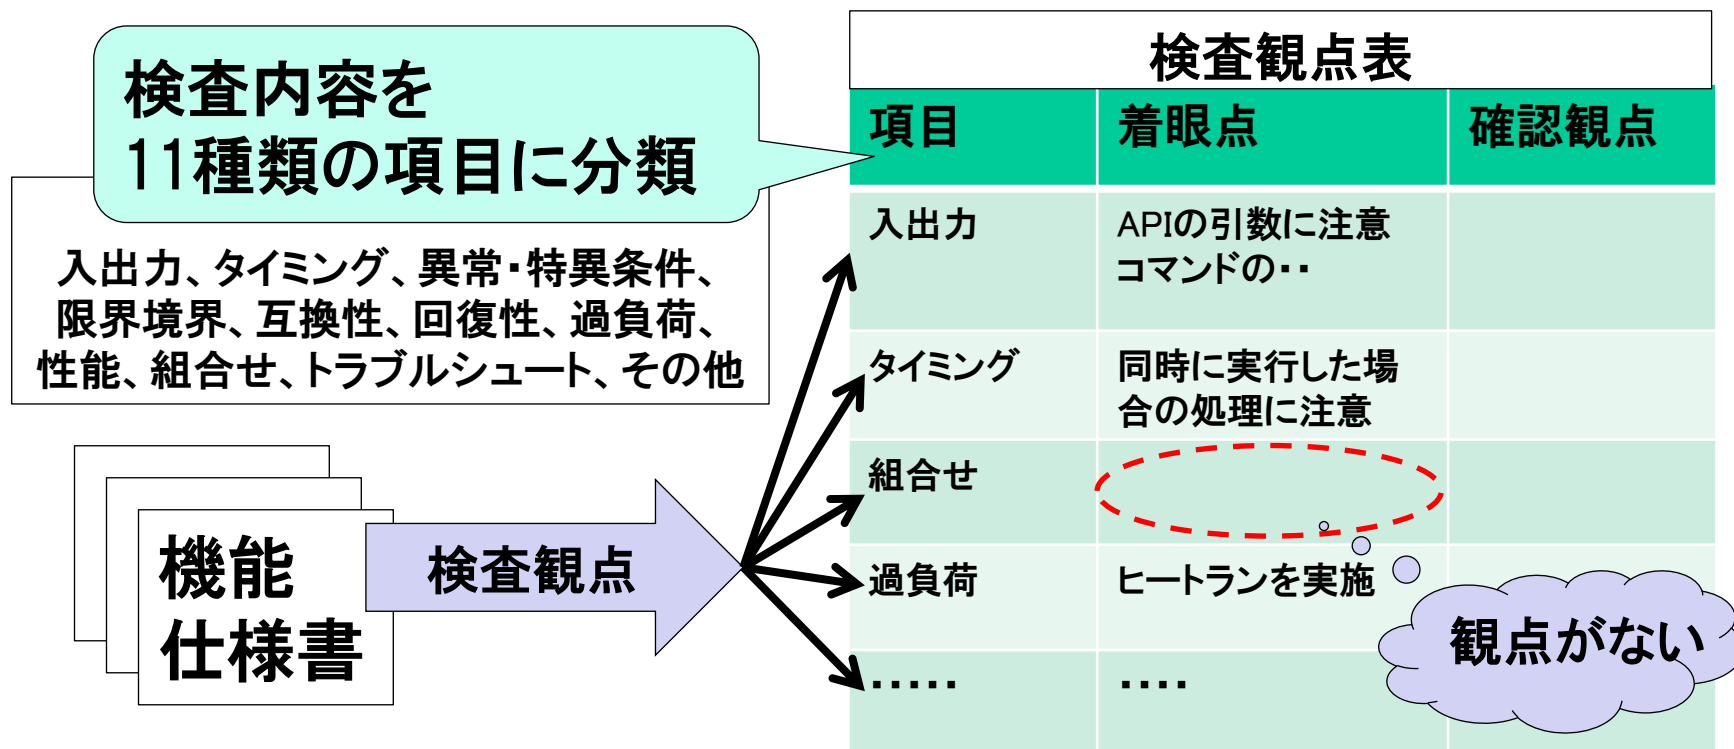 検査内容を
11種類の項目に分類
入出力、タイミング、異常・特異条件、
限界境界、互換性、回復性、過負荷、
性能、組合せ、トラブルシュート、その他
機能
仕様書
検査観点
検査観点表
項目 着眼点 確認観点
入出力 APIの引数に注意
コマンドの・・
タイミング 同時に実行した場
合の処理に注意
組合せ
過負荷 ヒートランを実施
・・・・・ ・・・・
観点がない